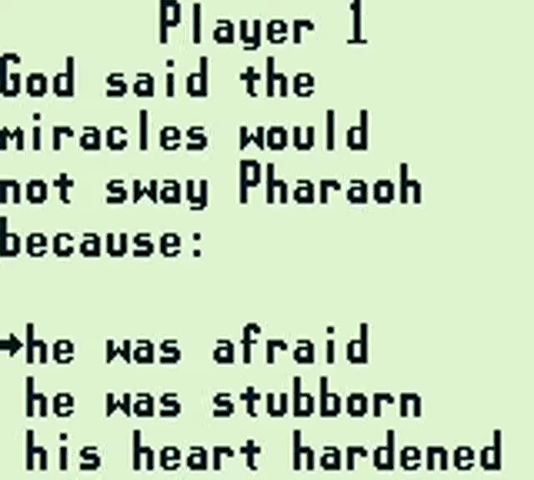 Player 1
God said the
miracles would
not sway Pharaoh
because:
→he was afraid
he was stubborn
his heart hardened